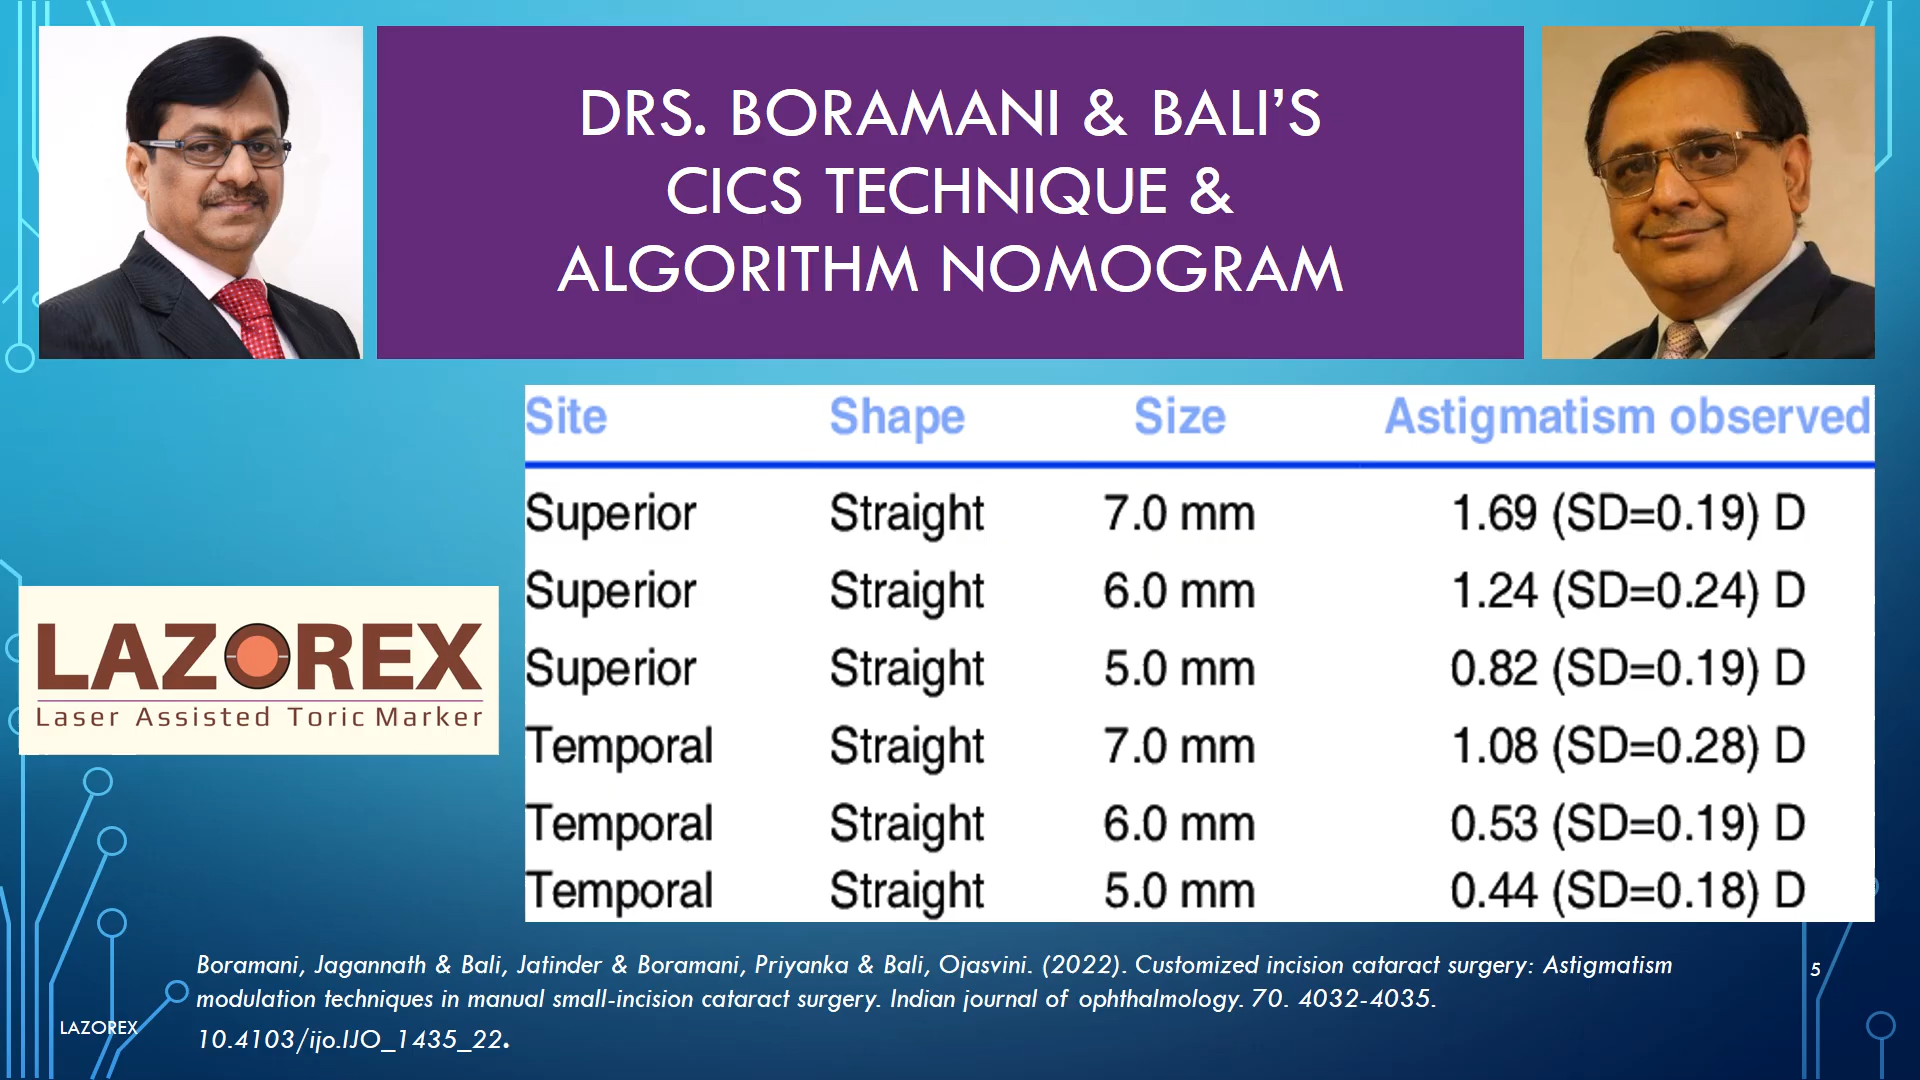 DRS. BORAMANI & BALI'S
CICS TECHNIQUE &
ALGORITHM NOMOGRAM
Site Shape Size Astigmatism observed
Superior Straight 7.0 mm 1.69 (SD=0.19) D
Superior Straight 6.0 mm 1.24 (SD=0.24) D
Superior Straight 5.0 mm 0.82 (SD=0.19) D
Temporal Straight 7.0 mm 1.08 (SD=0.28) D
Temporal Straight 6.0 mm 0.53 (SD=0.19) D
Temporal Straight 5.0 mm 0.44 (SD=0.18) D
LAZOREX
Laser Assisted Toric Marker
Boramani, Jagannath & Bali, Jatinder & Boramani, Priyanka & Bali, Ojasvini. (2022). Customized incision cataract surgery: Astigmatism
modulation techniques in manual small-incision cataract surgery. Indian journal of ophthalmology. 70. 4032-4035.
10.4103/ijo.IJO_1435_22.
5
LAZOREX